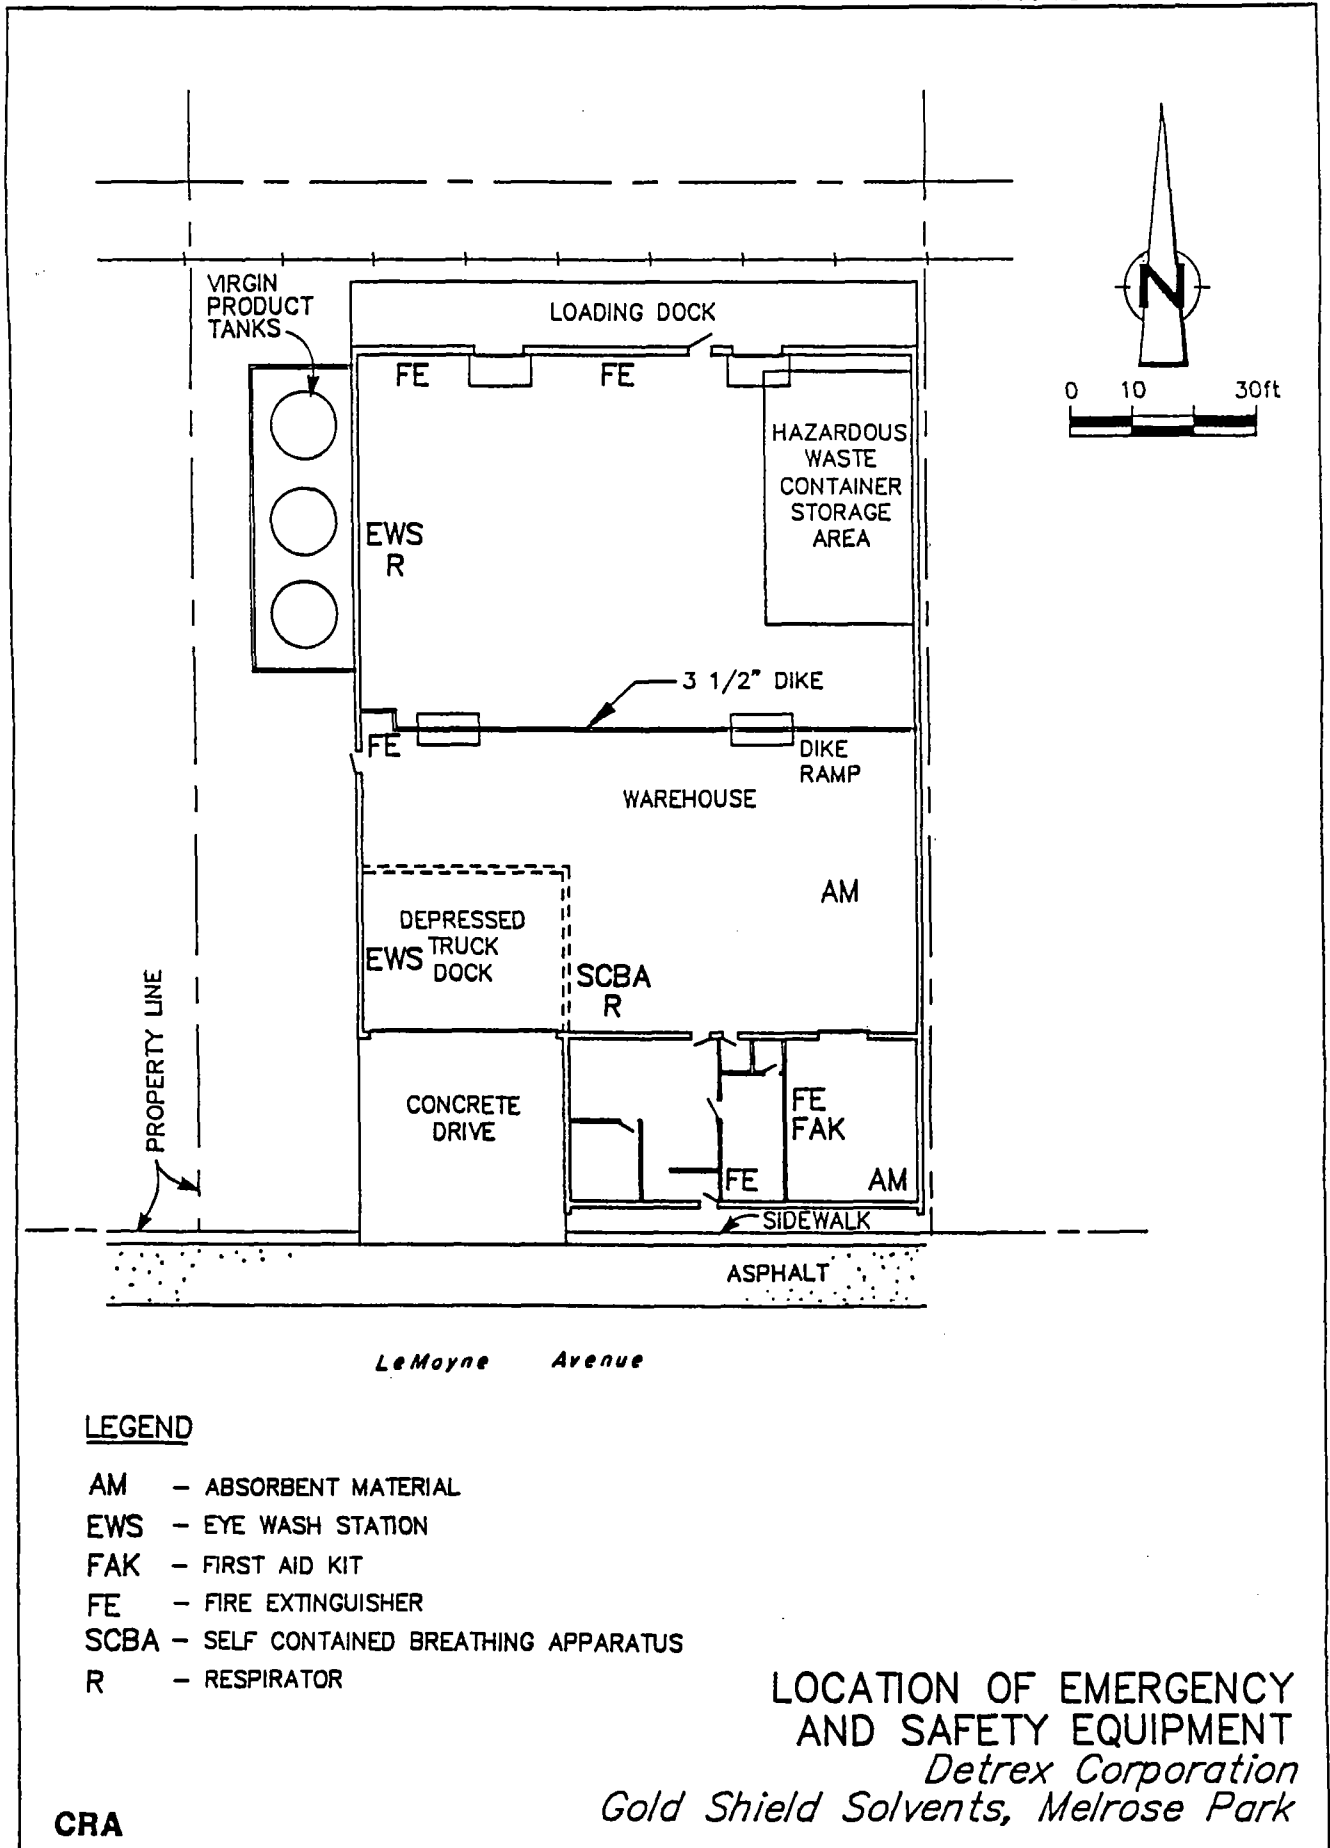 VIRGIN
PRODUCT
TANKS
LOADING DOCK
N
0 10 30ft
FE
FE
HAZARDOUS
WASTE
CONTAINER
STORAGE
AREA
EWS
R
3 1/2" DIKE
FE
DIKE
RAMP
WAREHOUSE
AM
DEPRESSED
TRUCK
DOCK
EWS
SCBA
R
PROPERTY LINE
CONCRETE
DRIVE
FE
FAK
FE
AM
SIDEWALK
ASPHALT
LeMoyne Avenue
LEGEND
AM - ABSORBENT MATERIAL
EWS - EYE WASH STATION
FAK - FIRST AID KIT
FE - FIRE EXTINGUISHER
SCBA - SELF CONTAINED BREATHING APPARATUS
R - RESPIRATOR
LOCATION OF EMERGENCY
AND SAFETY EQUIPMENT
Detrex Corporation
Gold Shield Solvents, Melrose Park
CRA